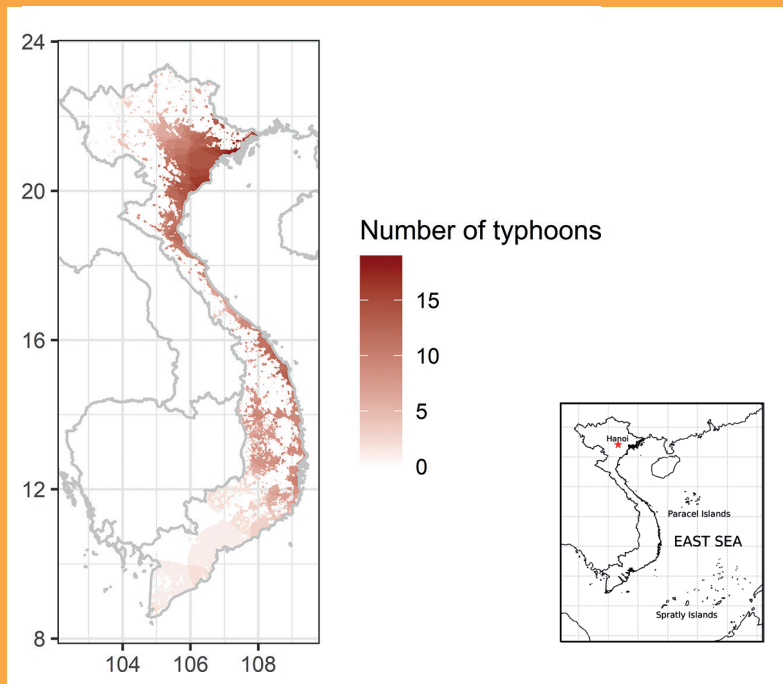 24
20
16
12
8
104 106 108
Number of typhoons
15
10
5
0
Hanoi
Paracel Islands
EAST SEA
Spratly Islands